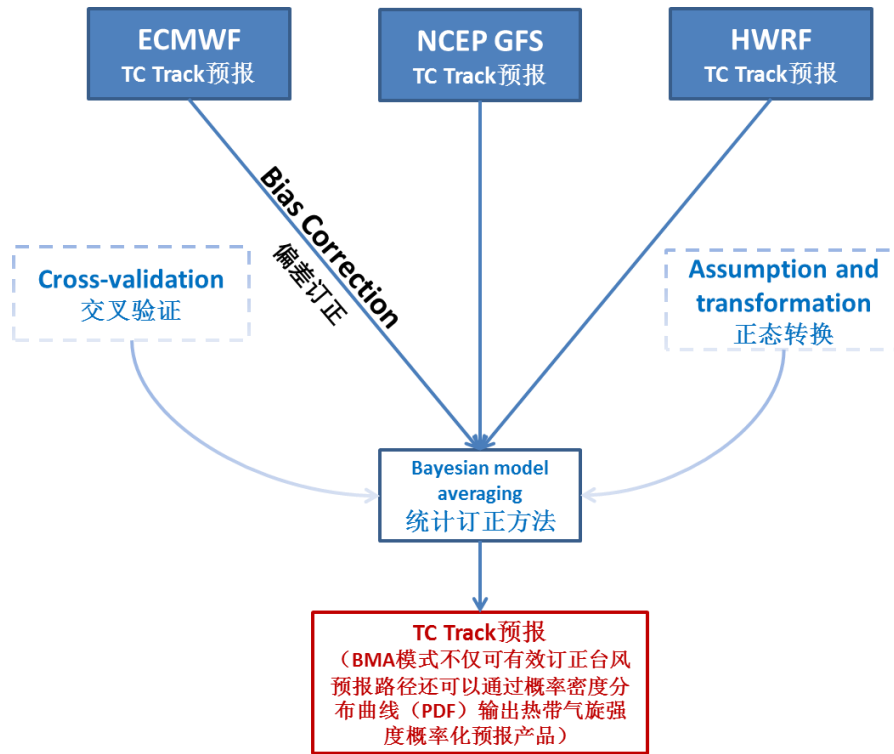 ECMWF
TC Track预报
NCEP GFS
TC Track预报
HWRF
TC Track预报
Bias Correction
偏差订正
Cross-validation
交叉验证
Assumption and
transformation
正态转换
Bayesian model
averaging
统计订正方法
TC Track预报
（BMA模式不仅可有效订正台风
预报路径还可以通过概率密度分
布曲线（PDF）输出热带气旋强
度概率化预报产品）